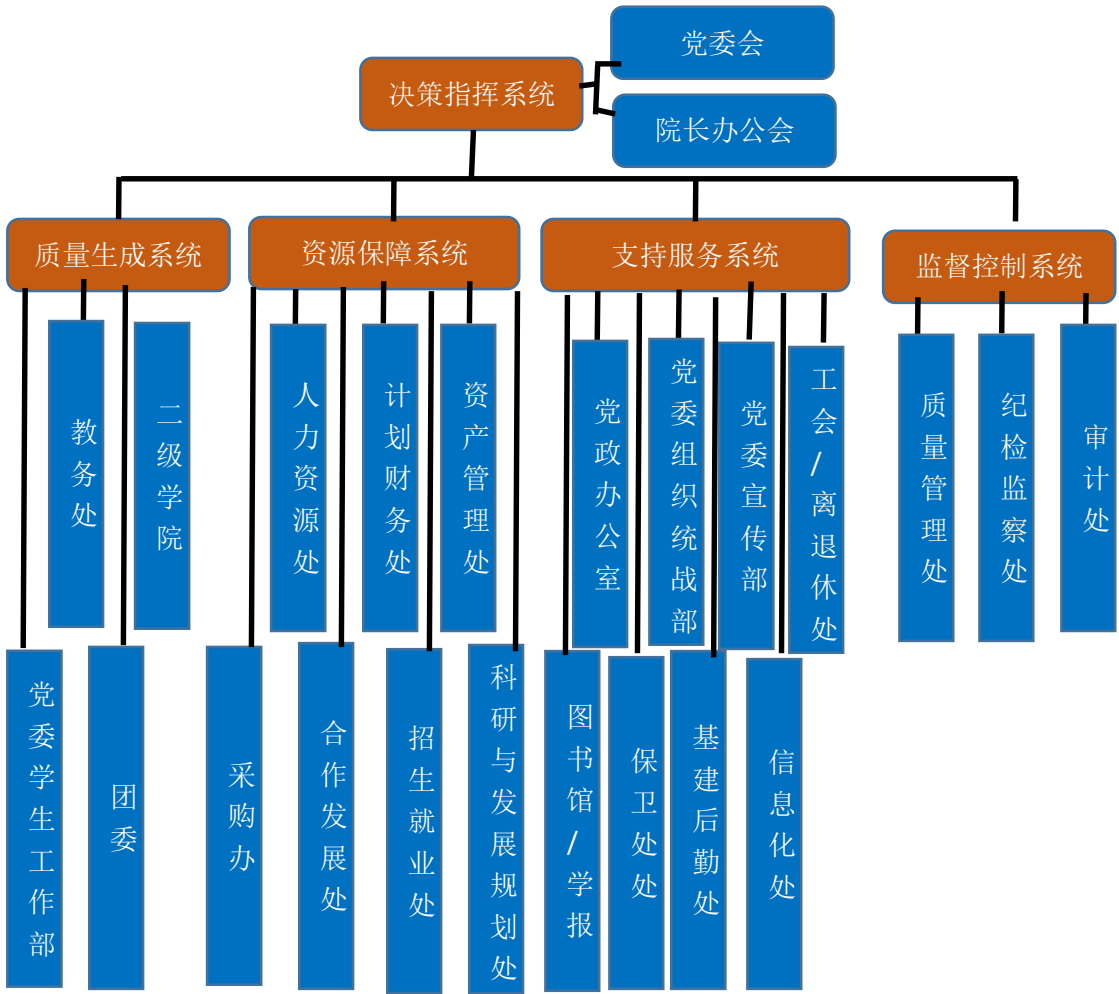 党委会
决策指挥系统
院长办公会
质量生成系统
资源保障系统
支持服务系统
监督控制系统
教务处
二级学院
人力资源处
计划财务处
资产管理处
党政办公室
党委组织统战部
党委宣传部
工会/离退休处
质量管理处
纪检监察处
审计处
党委学生工作部
团委
采购办
合作发展处
招生就业处
科研与发展规划处
图书馆/学报
保卫处处
基建后勤处
信息化处